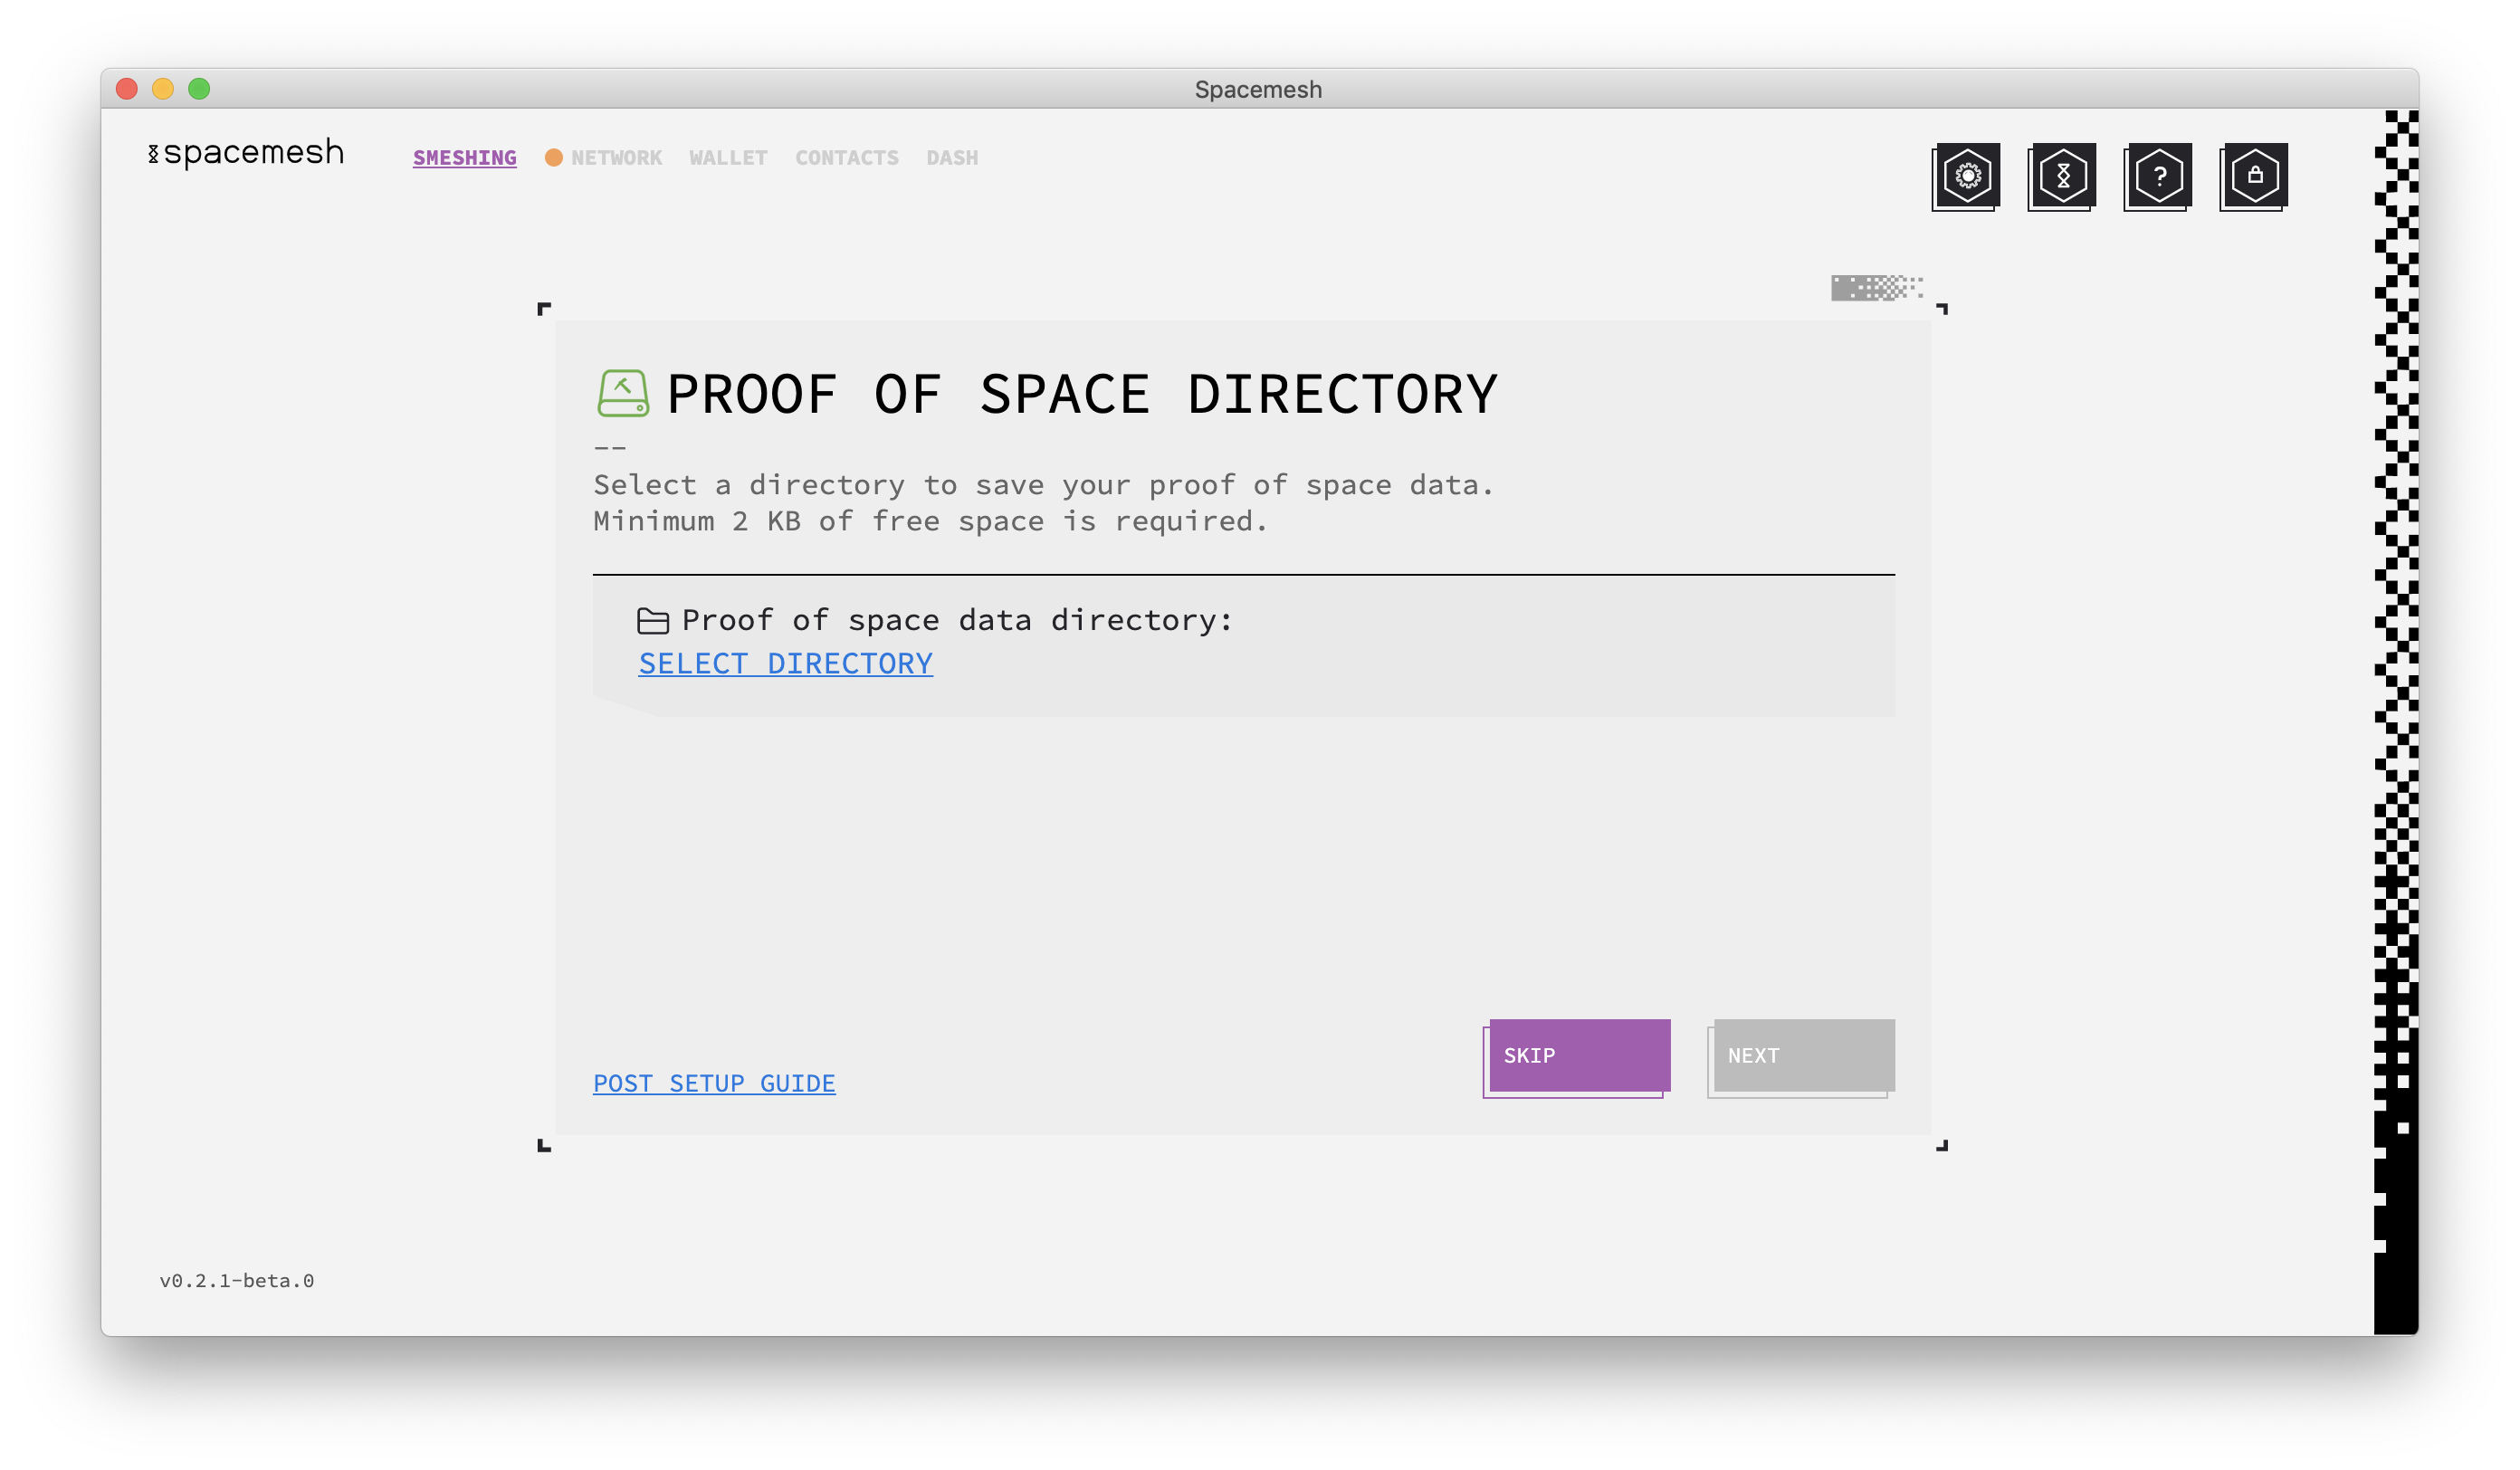 Spacemesh
spacemesh
SMESHING NETWORK WALLET CONTACTS DASH
?
PROOF OF SPACE DIRECTORY
--
Select a directory to save your proof of space data.
Minimum 2 KB of free space is required.
Proof of space data directory:
SELECT DIRECTORY
SKIP
NEXT
POST SETUP GUIDE
v0.2.1-beta.0